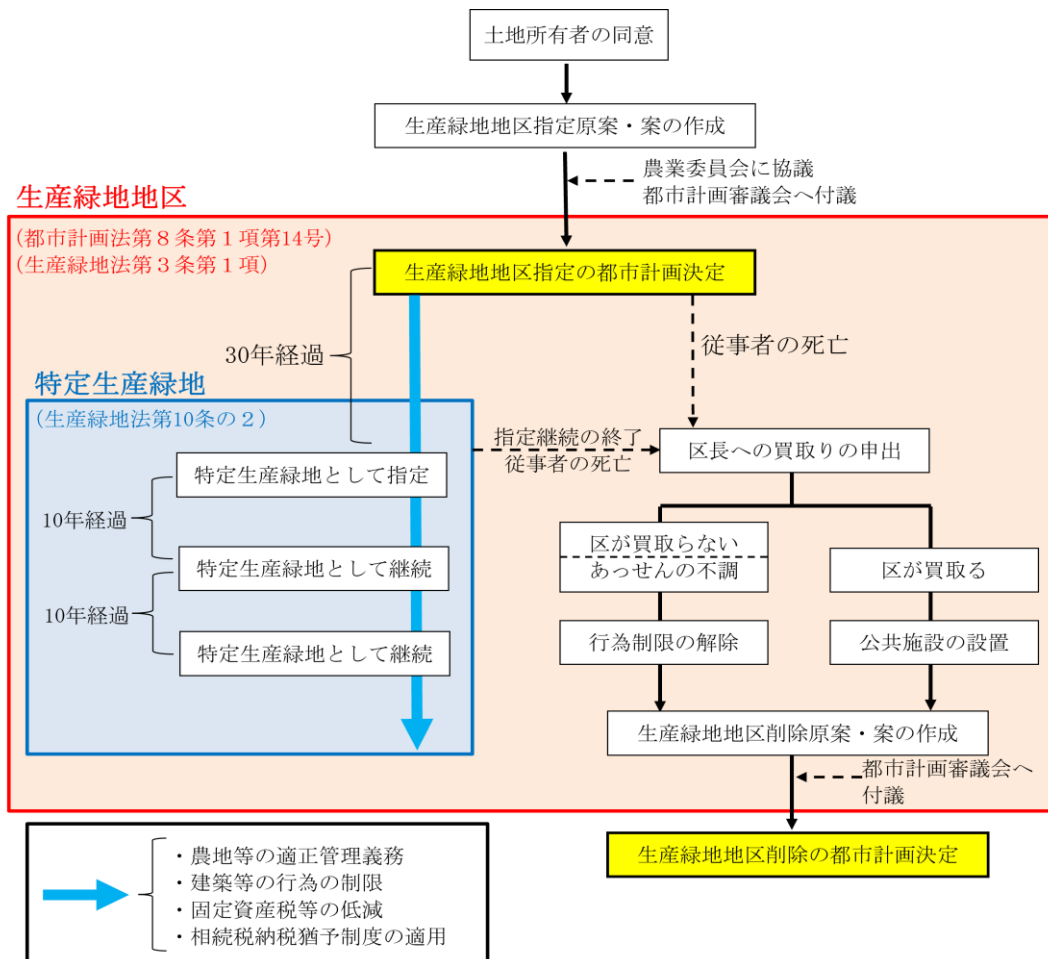 土地所有者の同意
生産緑地地区指定原案・案の作成
農業委員会に協議
都市計画審議会へ付議
生産緑地地区
(都市計画法第８条第１項第14号)
(生産緑地法第３条第１項)
生産緑地地区指定の都市計画決定
30年経過
従事者の死亡
特定生産緑地
(生産緑地法第10条の２)
指定継続の終了
従事者の死亡
区長への買取りの申出
特定生産緑地として指定
10年経過
特定生産緑地として継続
10年経過
特定生産緑地として継続
区が買取らない
あっせんの不調
区が買取る
行為制限の解除
公共施設の設置
生産緑地地区削除原案・案の作成
都市計画審議会へ
付議
生産緑地地区削除の都市計画決定
・農地等の適正管理義務
・建築等の行為の制限
・固定資産税等の低減
・相続税納税猶予制度の適用